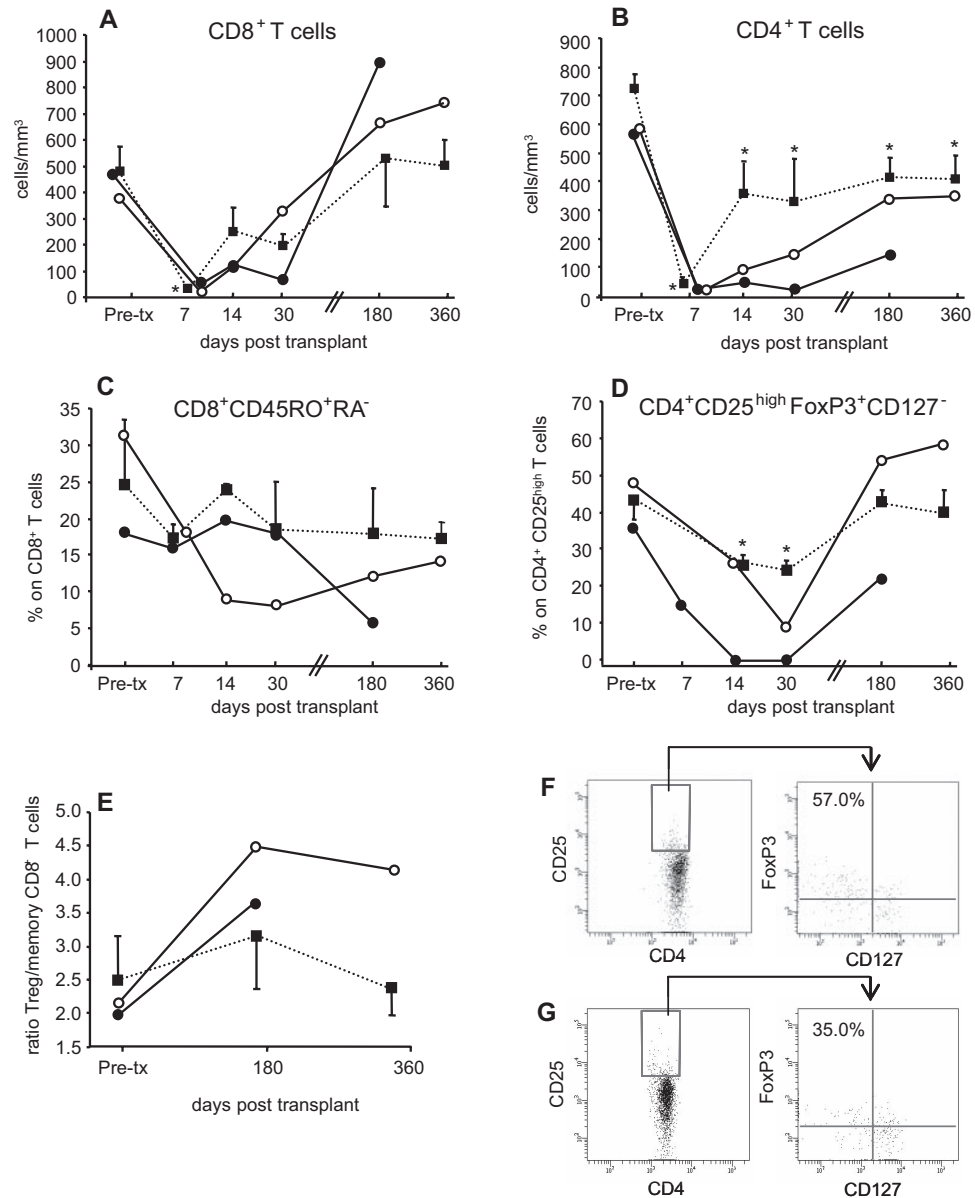 A
CD8+ T cells
1000
900
800
700
600
500
400
300
200
100
0
cells/mm3
*
Pre-tx 7 14 30 180 360
days post transplant
B
CD4+ T cells
900
800
700
600
500
400
300
200
100
0
cells/mm3
* * * * *
Pre-tx 7 14 30 180 360
days post transplant
C
CD8+CD45RO+RA-
35
30
25
20
15
10
5
0
% on CD8+ T cells
Pre-tx 7 14 30 180 360
days post transplant
D
CD4+CD25high FoxP3+CD127-
70
60
50
40
30
20
10
0
% on CD4+ CD25high T cells
* *
Pre-tx 7 14 30 180 360
days post transplant
E
5.0
4.5
4.0
3.5
3.0
2.5
2.0
1.5
ratio Treg/memory CD8+ T cells
Pre-tx 180 360
days post transplant
F
CD25
CD4
57.0%
FoxP3
CD127
G
CD25
CD4
35.0%
FoxP3
CD127